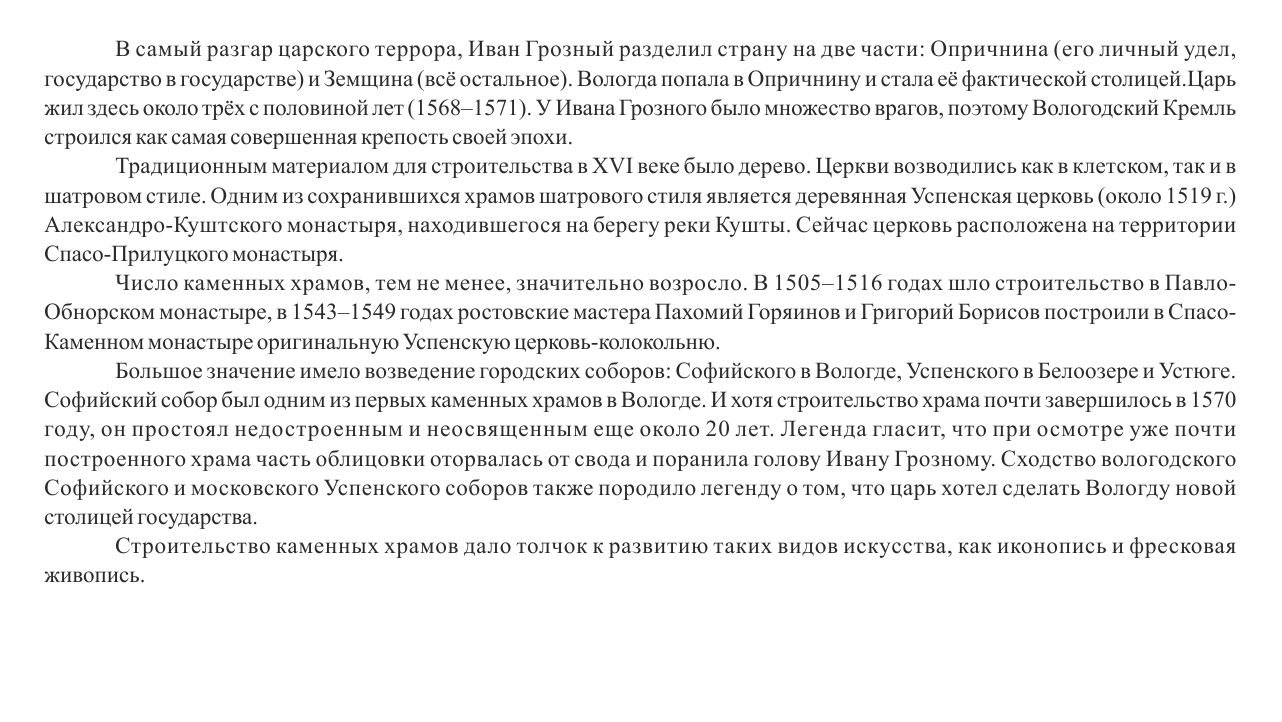 В самый разгар царского террора, Иван Грозный разделил страну на две части: Опричнина (его личный удел,
государство в государстве) и Земщина (всё остальное). Вологда попала в Опричнину и стала её фактической столицей.Царь
жил здесь около трёх с половиной лет (1568–1571). У Ивана Грозного было множество врагов, поэтому Вологодский Кремль
строился как самая совершенная крепость своей эпохи.
Традиционным материалом для строительства в XVI веке было дерево. Церкви возводились как в клетском, так и в
шатровом стиле. Одним из сохранившихся храмов шатрового стиля является деревянная Успенская церковь (около 1519 г.)
Александро-Куштского монастыря, находившегося на берегу реки Кушты. Сейчас церковь расположена на территории
Спасо-Прилуцкого монастыря.
Число каменных храмов, тем не менее, значительно возросло. В 1505–1516 годах шло строительство в Павло-
Обнорском монастыре, в 1543–1549 годах ростовские мастера Пахомий Горяинов и Григорий Борисов построили в Спасо-
Каменном монастыре оригинальную Успенскую церковь-колокольню.
Большое значение имело возведение городских соборов: Софийского в Вологде, Успенского в Белоозере и Устюге.
Софийский собор был одним из первых каменных храмов в Вологде. И хотя строительство храма почти завершилось в 1570
году, он простоял недостроенным и неосвященным еще около 20 лет. Легенда гласит, что при осмотре уже почти
построенного храма часть облицовки оторвалась от свода и поранила голову Ивану Грозному. Сходство вологодского
Софийского и московского Успенского соборов также породило легенду о том, что царь хотел сделать Вологду новой
столицей государства.
Строительство каменных храмов дало толчок к развитию таких видов искусства, как иконопись и фресковая
живопись.